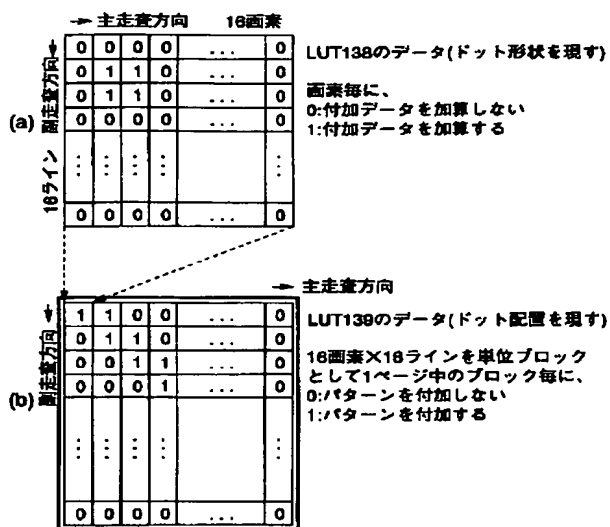 → 主走査方向 16画素
副走査方向
16ライン
(a)
0 0 0 0 ... 0
0 1 1 0 ... 0
0 1 1 0 ... 0
0 0 0 0 ... 0
⋮ ⋮ ⋮ ⋮ ⋮
0 0 0 0 ... 0
LUT138のデータ(ドット形状を現す)
画素毎に、
0:付加データを加算しない
1:付加データを加算する
→ 主走査方向
副走査方向
(b)
1 1 0 0 ... 0
0 1 1 0 ... 0
0 0 1 1 ... 0
0 0 0 1 ... 0
⋮ ⋮ ⋮ ⋮ ⋮
0 0 0 0 ... 0
LUT139のデータ(ドット配置を現す)
16画素×16ラインを単位ブロック
として1ページ中のブロック毎に、
0:パターンを付加しない
1:パターンを付加する